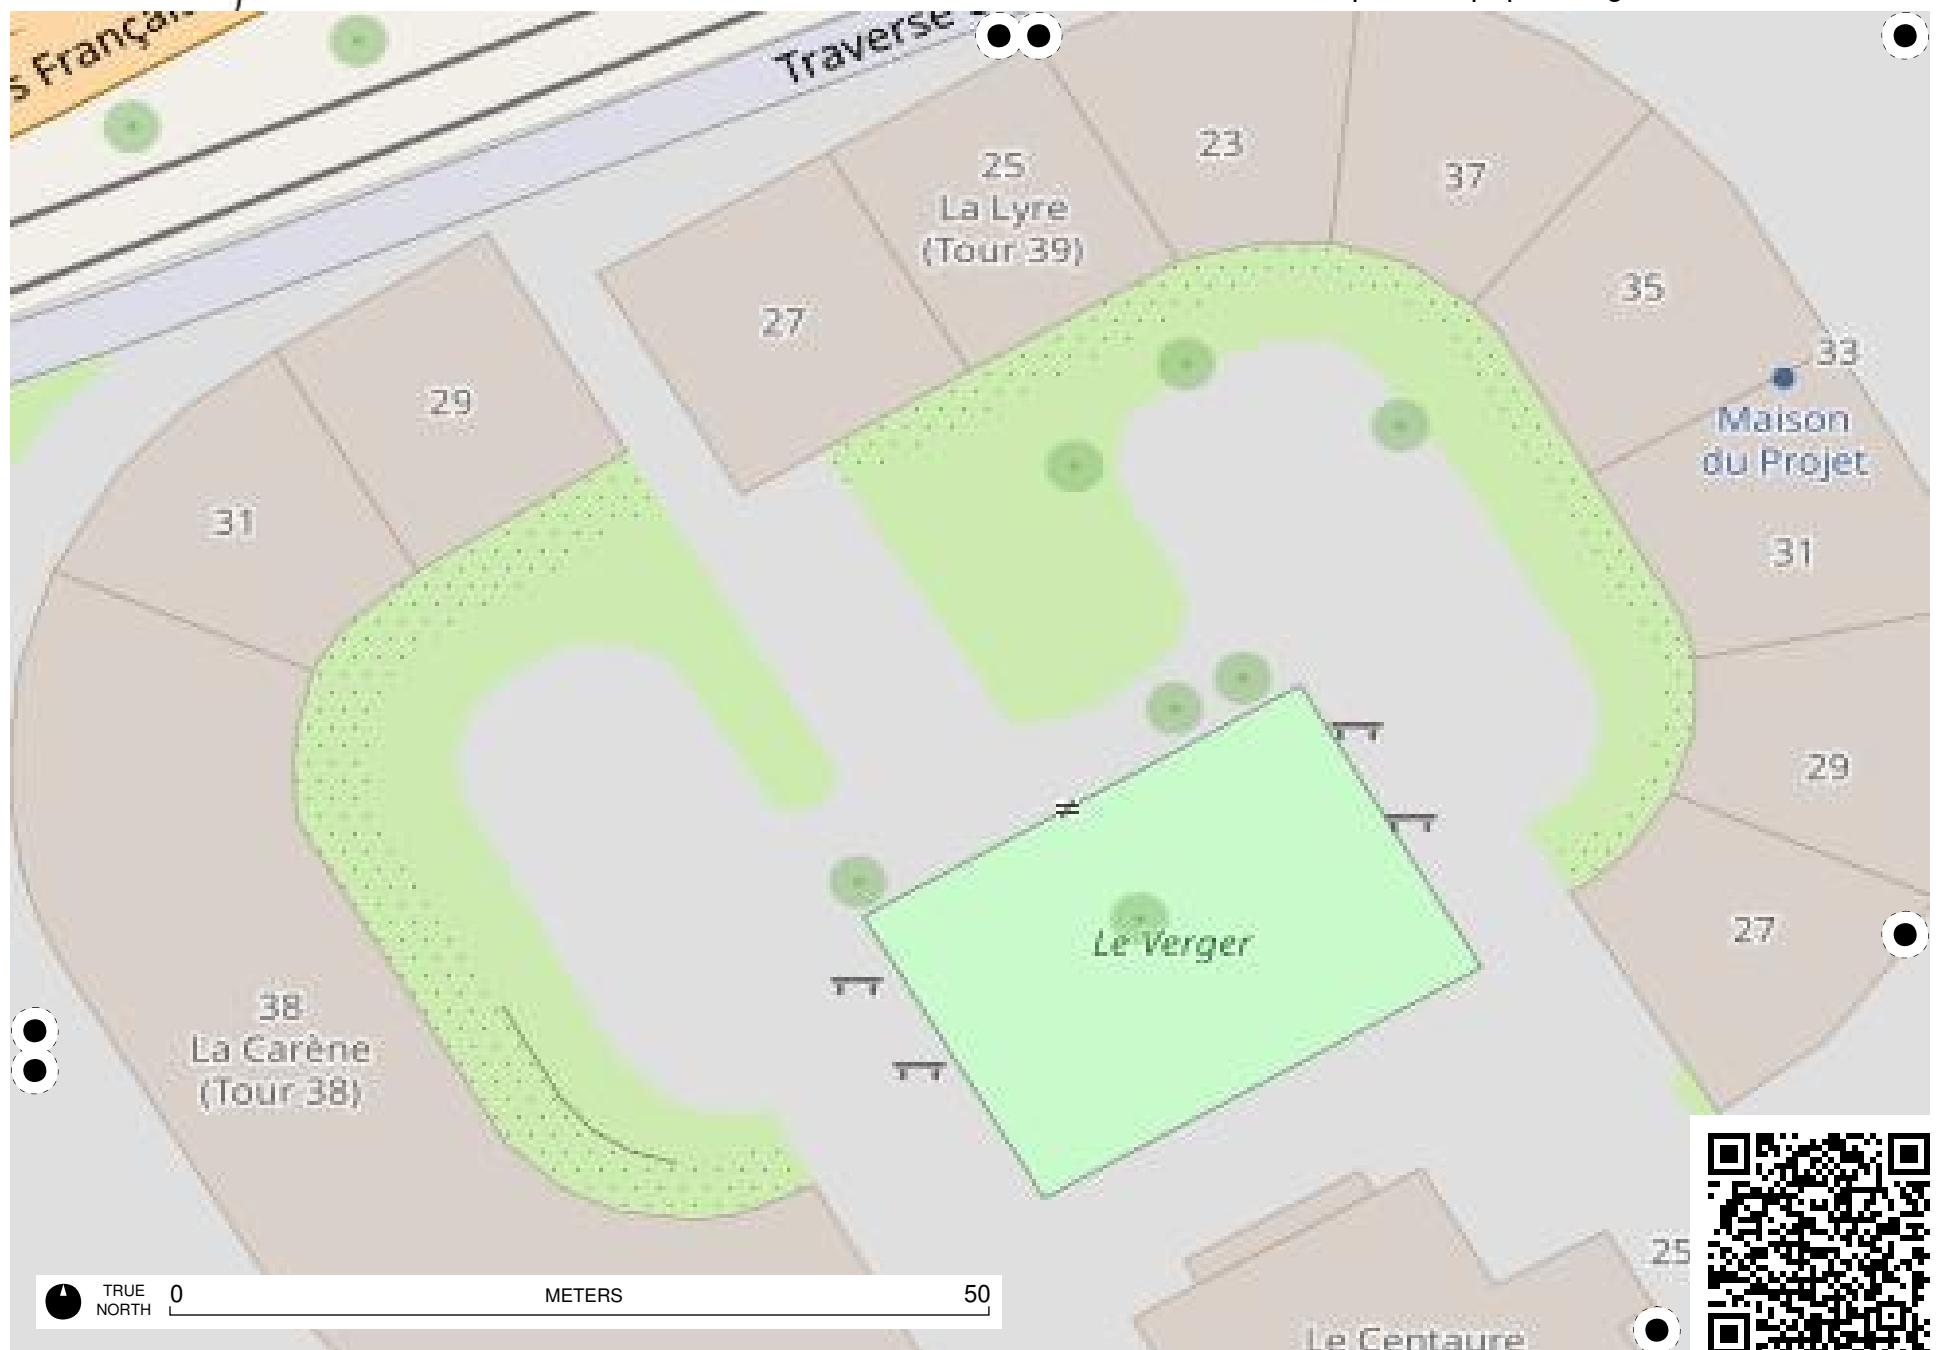 s Français
Traverse
25
La Lyre
(Tour 39)
23
37
35
27
33
29
Maison
du Projet
31
31
29
27
Le Verger
38
La Carène
(Tour 38)
25
TRUE
NORTH
0
METERS
50
Le Centaure